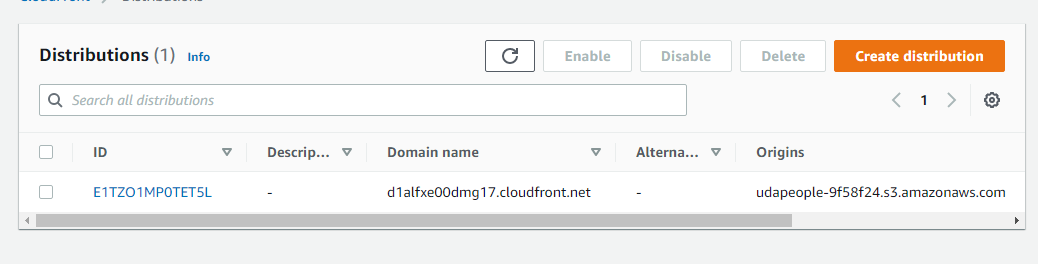 CloudFront > Distributions
Distributions (1) Info
Enable
Disable
Delete
Create distribution
Search all distributions
1
ID
Descrip...
Domain name
Alterna...
Origins
E1TZO1MP0TET5L
-
d1alfxe00dmg17.cloudfront.net
-
udapeople-9f58f24.s3.amazonaws.com